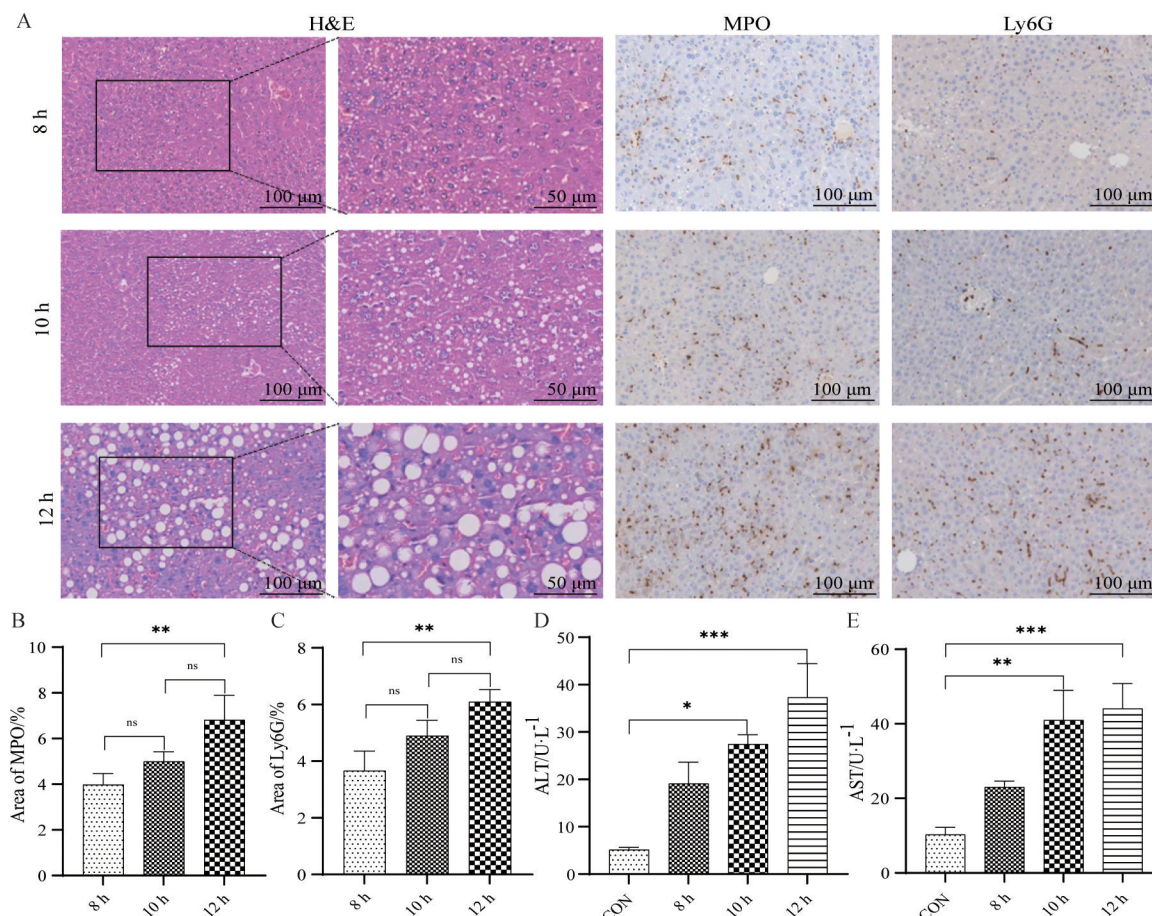 A
H&E
MPO
Ly6G
8 h
100 μm
50 μm
100 μm
100 μm
10 h
100 μm
50 μm
100 μm
100 μm
12 h
100 μm
50 μm
100 μm
100 μm
B
Area of MPO/%
10
8
6
4
2
0
**
ns
ns
8 h
10 h
12 h
C
Area of Ly6G/%
8
6
4
2
0
**
ns
ns
8 h
10 h
12 h
D
ALT/U·L⁻¹
50
40
30
20
10
0
***
*
CON
8 h
10 h
12 h
E
AST/U·L⁻¹
60
40
20
0
***
**
CON
8 h
10 h
12 h